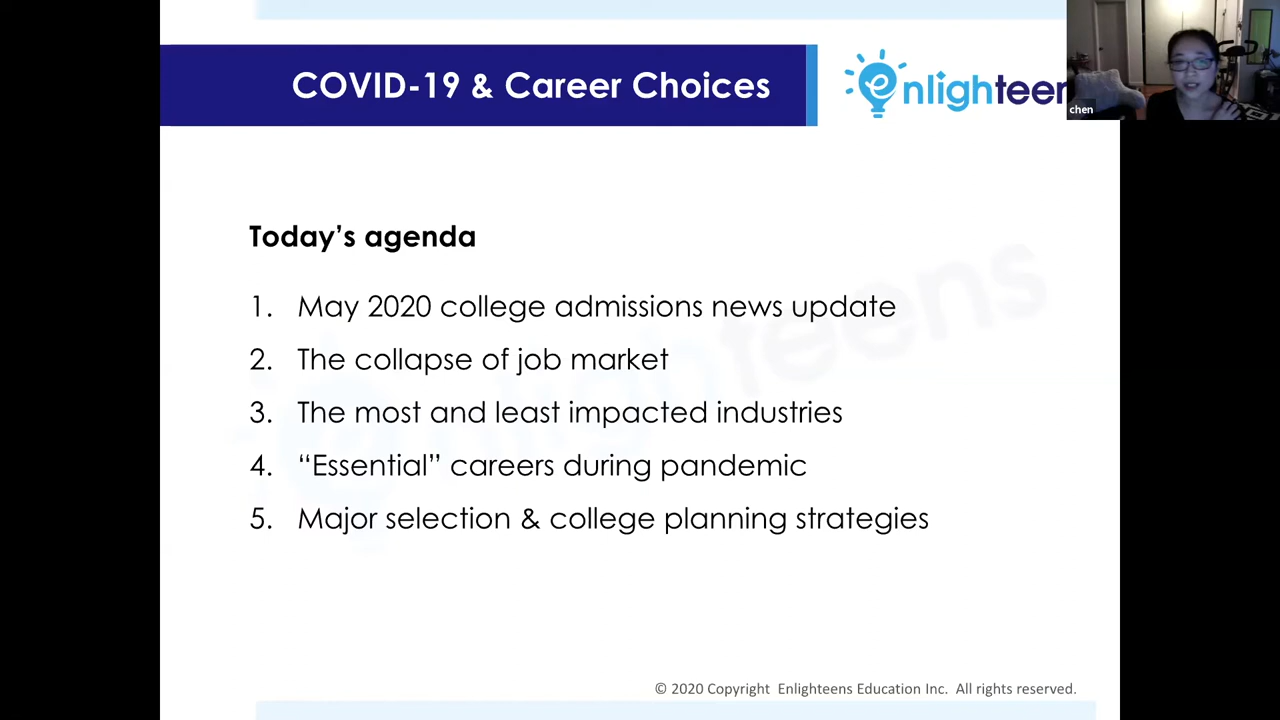 COVID-19 & Career Choices
enlighteen
chen
Today's agenda
1. May 2020 college admissions news update
2. The collapse of job market
3. The most and least impacted industries
4. “Essential” careers during pandemic
5. Major selection & college planning strategies
enlighteens
© 2020 Copyright Enlighteens Education Inc. All rights reserved.